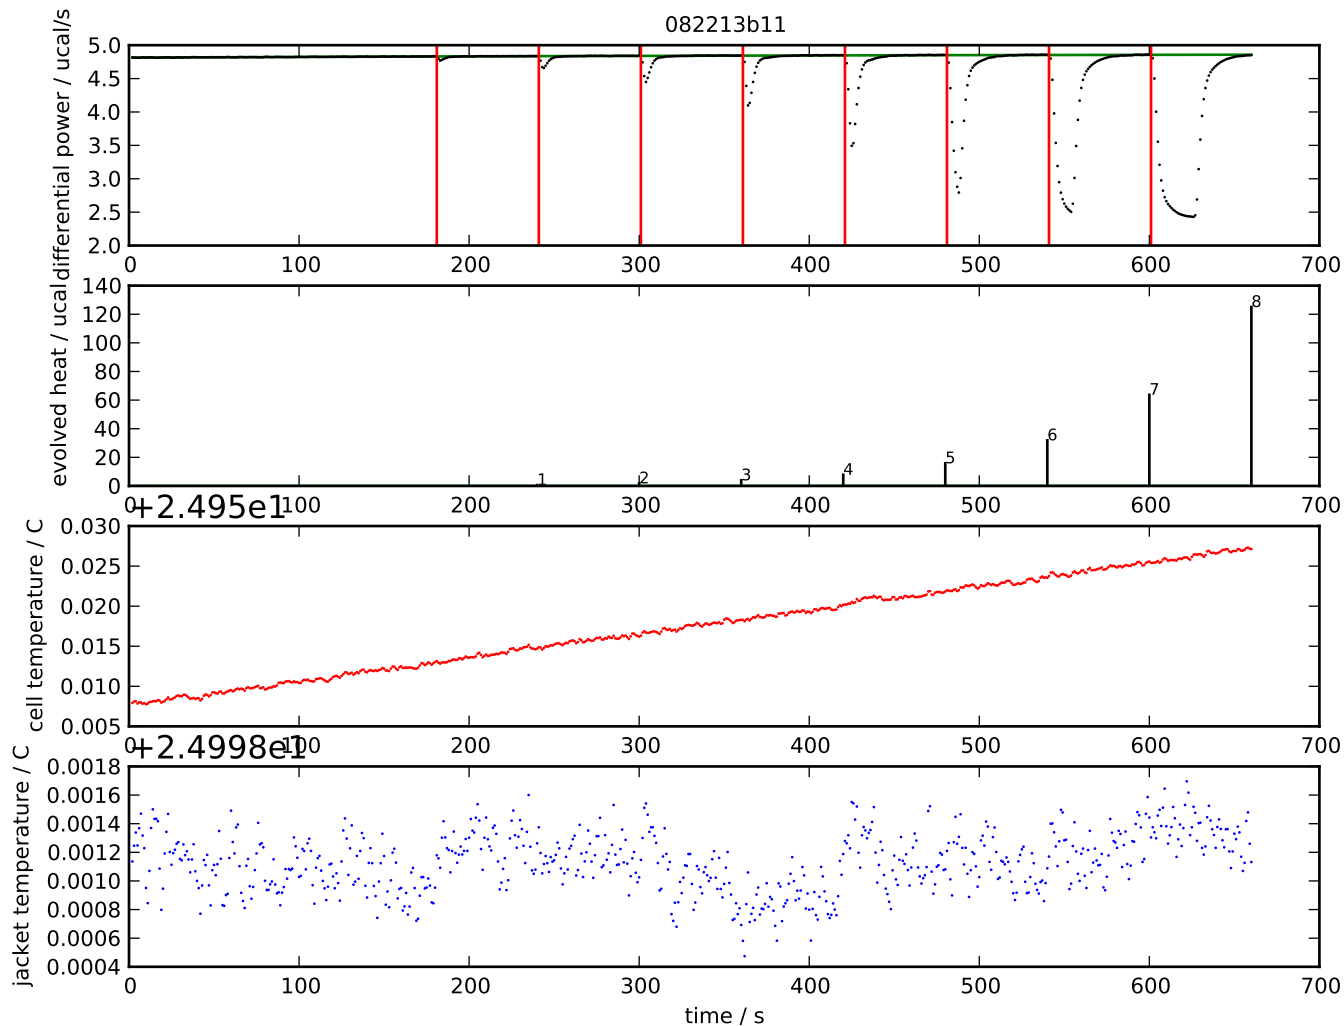 082213b11
differential power / ucal/s
5.0
4.5
4.0
3.5
3.0
2.5
2.0
0 100 200 300 400 500 600 700
evolved heat / ucal
140
120
100
80
60
40
20
0
1 2 3 4 5 6 7 8
0 100 200 300 400 500 600 700
+2.495e1
cell temperature / C
0.030
0.025
0.020
0.015
0.010
0.005
0 100 200 300 400 500 600 700
+2.4998e1
jacket temperature / C
0.0018
0.0016
0.0014
0.0012
0.0010
0.0008
0.0006
0.0004
0 100 200 300 400 500 600 700
time / s